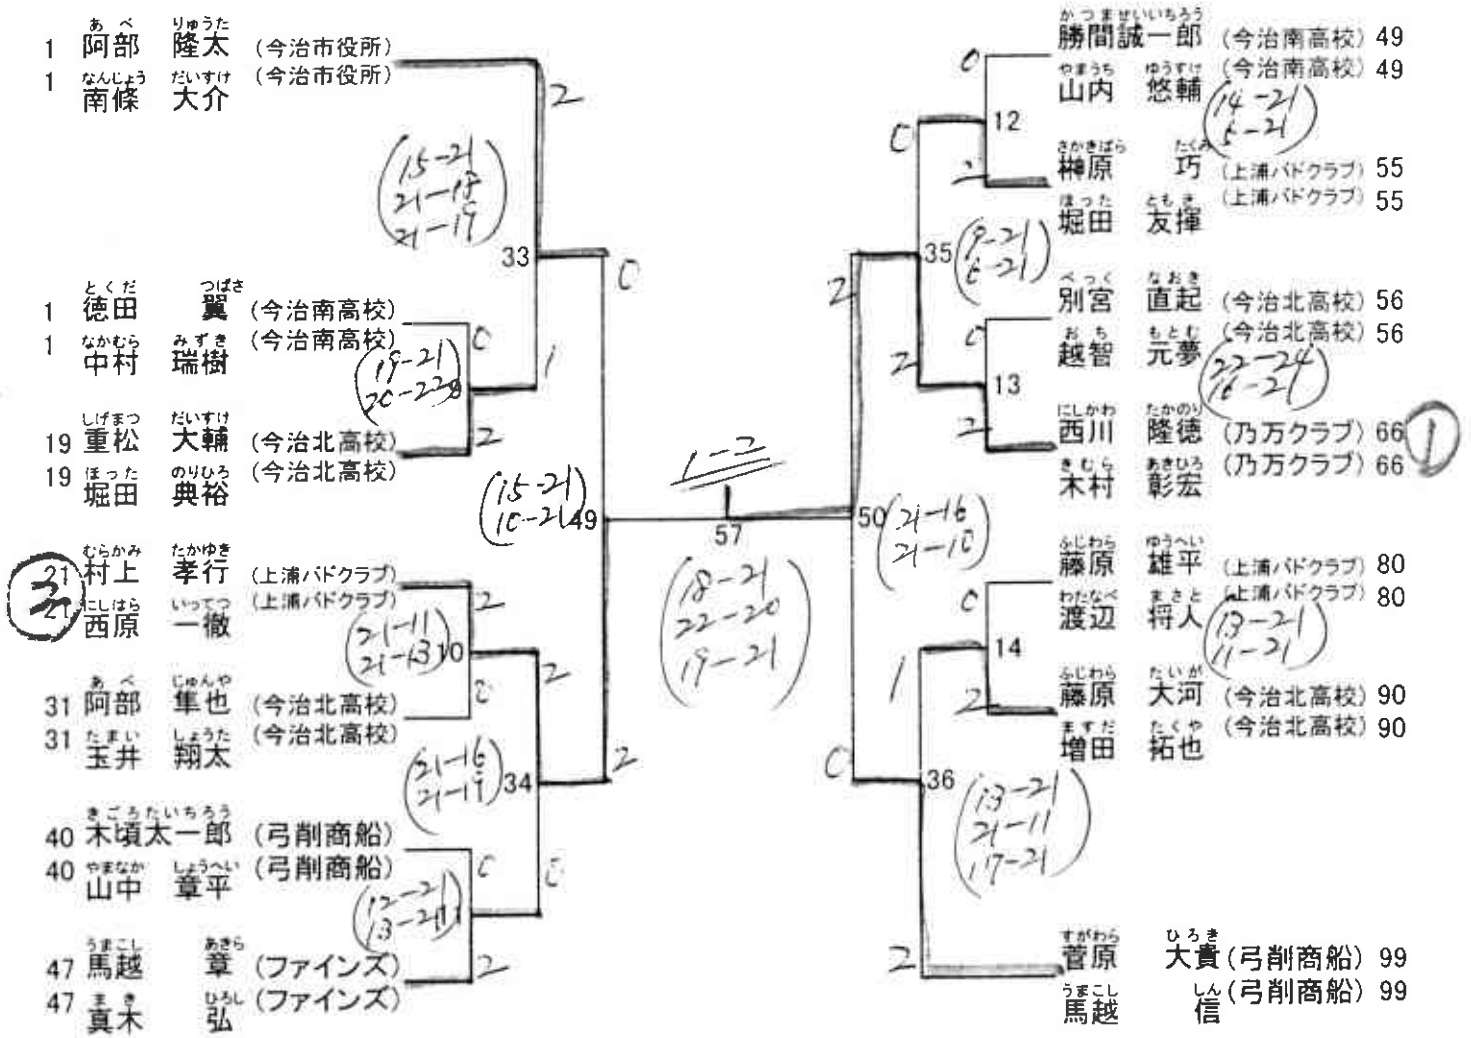 あべ りゅうた
1 阿部 隆太 (今治市役所)
1 なんじょう だいすけ (今治市役所)
南條 大介
2
(15-21
21-18
21-19)
33
0
とくだ つばさ
1 徳田 翼 (今治南高校)
1 なかむら みずき (今治南高校)
中村 瑞樹
0
1
(19-21
20-22)
しげまつ だいすけ
19 重松 大輔 (今治北高校)
2
19 ほった のりひろ (今治北高校)
堀田 典裕
(15-21
10-21)
49
むらかみ たかゆき
21 村上 孝行 (上浦バドクラブ)
21 にしはら いってつ (上浦バドクラブ)
西原 一徹
2
(21-11
21-13)
10
2
0
あべ じゅんや
31 阿部 隼也 (今治北高校)
31 たまい しょうた (今治北高校)
玉井 翔太
(21-16
21-19)
34
2
きごろたいちろう
40 木頃太一郎 (弓削商船)
40 やまなか しょうへい (弓削商船)
山中 章平
0
0
(12-21
13-21)
11
うまこし あきら
47 馬越 章 (ファインズ)
2
47 まき ひろし (ファインズ)
真木 弘
1-2
57
(18-21
22-20
19-21)
かつませいいちろう
勝間誠一郎 (今治南高校) 49
0
やまうち ゆうすけ (今治南高校) 49
山内 悠輔
(14-21
5-21)
12
0
さかきばら たくみ
榊原 巧 (上浦バドクラブ) 55
2
ほった ともき (上浦バドクラブ) 55
堀田 友揮
35
(9-21
6-21)
2
べっく なおき
別宮 直起 (今治北高校) 56
0
おち もとむ (今治北高校) 56
越智 元夢
(22-24
16-21)
2
13
にしかわ たかのり
西川 隆徳 (乃万クラブ) 66
1
2
きむら あきひろ (乃万クラブ) 66
木村 彰宏
50
(21-16
21-10)
ふじわら ゆうへい
藤原 雄平 (上浦バドクラブ) 80
0
わたなべ まさと (上浦バドクラブ) 80
渡辺 将人
(13-21
11-21)
14
1
ふじわら たいが
藤原 大河 (今治北高校) 90
2
ますだ たくや (今治北高校) 90
増田 拓也
0
36
(13-21
21-11
17-21)
すがわら ひろき
菅原 大貴 (弓削商船) 99
2
うまこし しん (弓削商船) 99
馬越 信